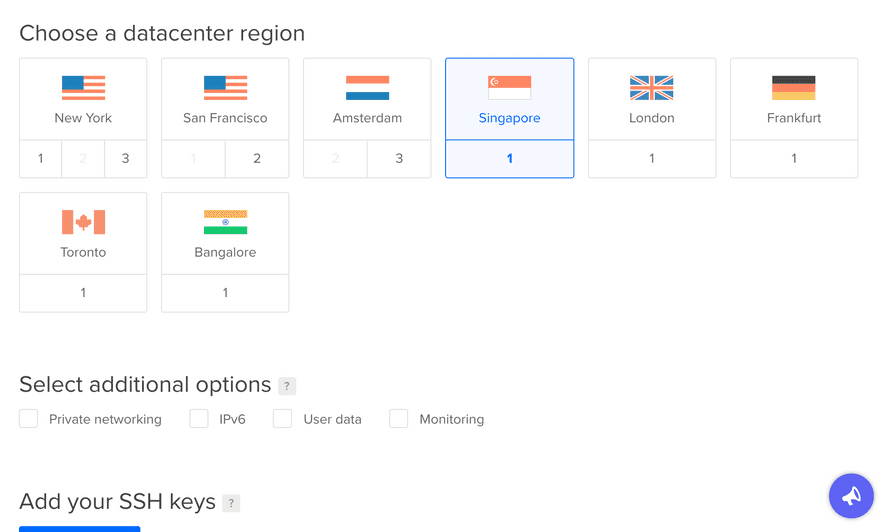 Choose a datacenter region
New York San Francisco Amsterdam Singapore London Frankfurt
1 2 3 1 2 2 3 1 1 1
Toronto Bangalore
1 1
Select additional options ?
Private networking IPv6 User data Monitoring
Add your SSH keys ?